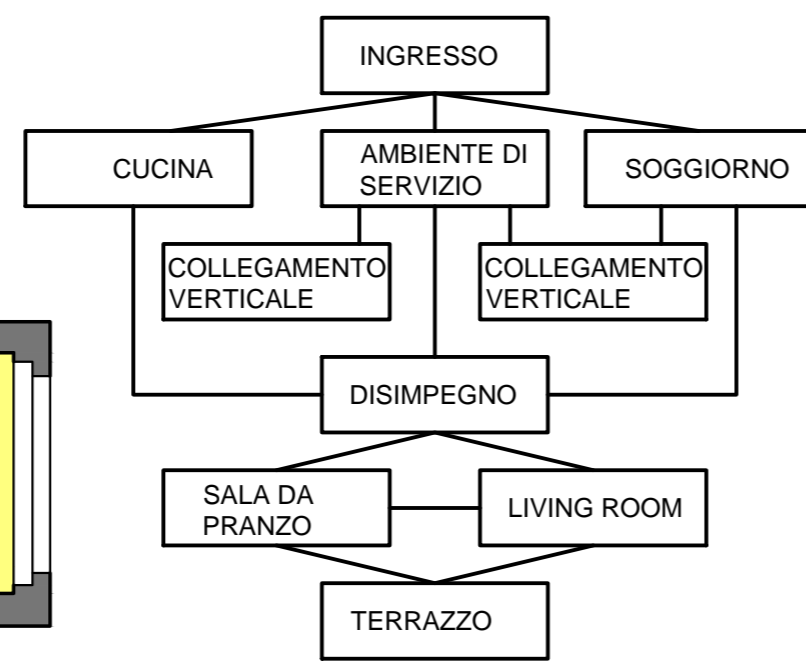 INGRESSO
CUCINA
AMBIENTE DI
SERVIZIO
SOGGIORNO
COLLEGAMENTO
VERTICALE
COLLEGAMENTO
VERTICALE
DISIMPEGNO
SALA DA
PRANZO
LIVING ROOM
TERRAZZO